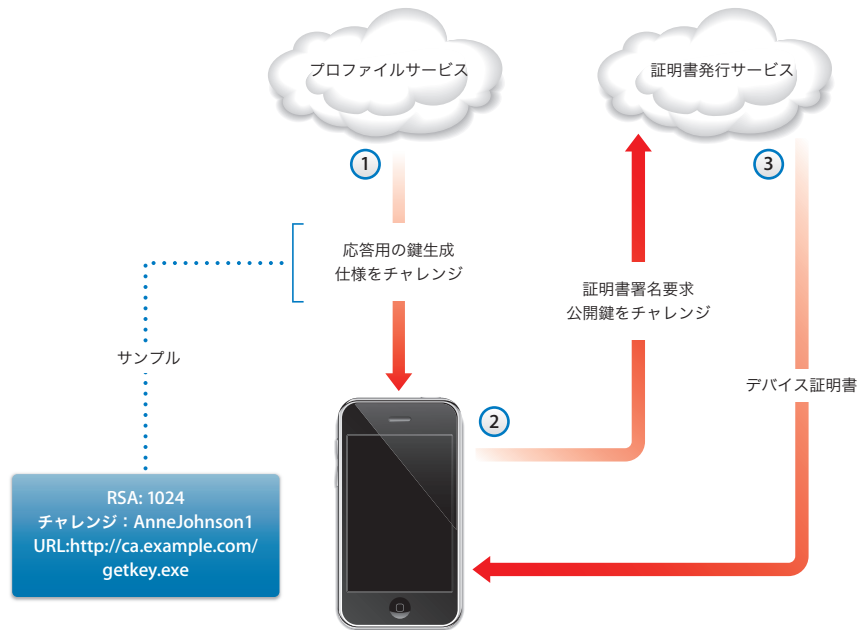 プロファイルサービス
証明書発行サービス
1
3
応答用の鍵生成
仕様をチャレンジ
証明書署名要求
公開鍵をチャレンジ
サンプル
デバイス証明書
2
RSA: 1024
チャレンジ：AnneJohnson1
URL:http://ca.example.com/
getkey.exe